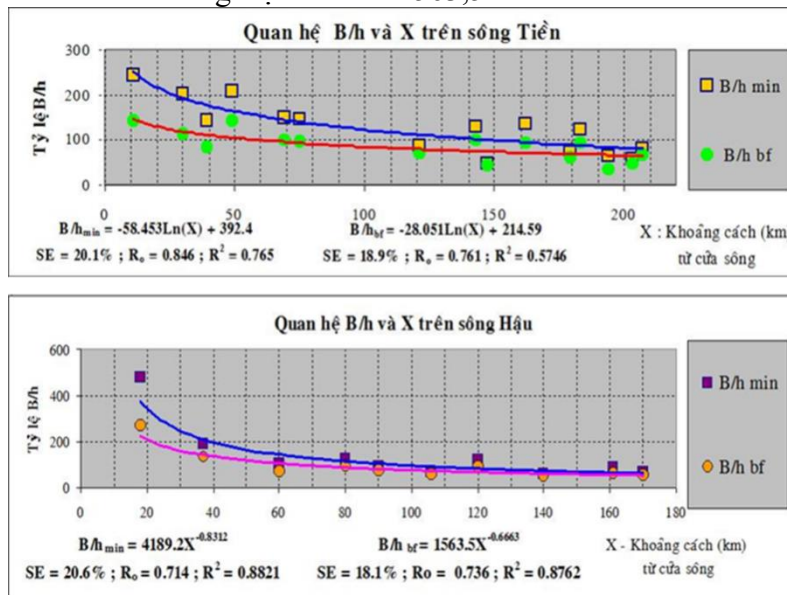 Quan hệ B/h và X trên sông Tiền
Tỷ lệ B/h
300
200
100
0
0 50 100 150 200
B/h min
B/h bf
B/hmin = -58.453Ln(X) + 392.4
B/hbf = -28.051Ln(X) + 214.59
X : Khoảng cách (km
SE = 20.1% ; Ro = 0.846 ; R2 = 0.765
SE = 18.9% ; Ro = 0.761 ; R2 = 0.5746
từ cửa sông
Quan hệ B/h và X trên sông Hậu
Tỷ lệ B/h
600
400
200
0
0 20 40 60 80 100 120 140 160 180
B/h min
B/h bf
B/h min = 4189.2X-0.8312
B/h bf = 1563.5X-0.6663
X - Khoảng cách (km)
SE = 20.6% ; Ro = 0.714 ; R2 = 0.8821
SE = 18.1% ; Ro = 0.736 ; R2 = 0.8762
từ cửa sông